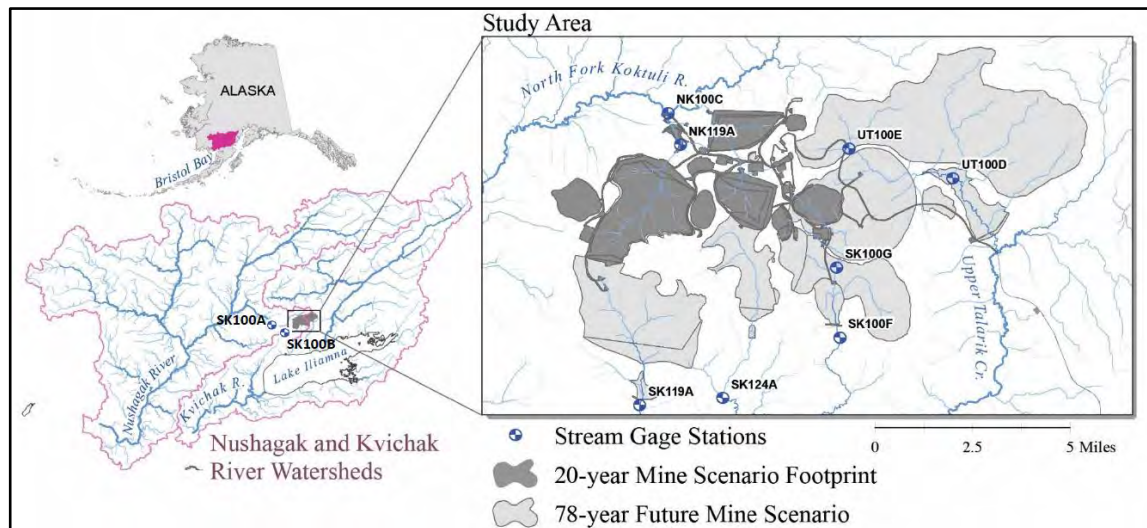 Study Area
ALASKA
Bristol Bay
SK100A
SK100B
Nushagak River
Kvichak R.
Lake Iliamna
Nushagak and Kvichak
River Watersheds
North Fork Koktuli R.
NK100C
NK119A
UT100E
UT100D
SK100G
SK100F
SK119A
SK124A
Upper Talarik Cr.
Stream Gage Stations
20-year Mine Scenario Footprint
78-year Future Mine Scenario
0 2.5 5 Miles